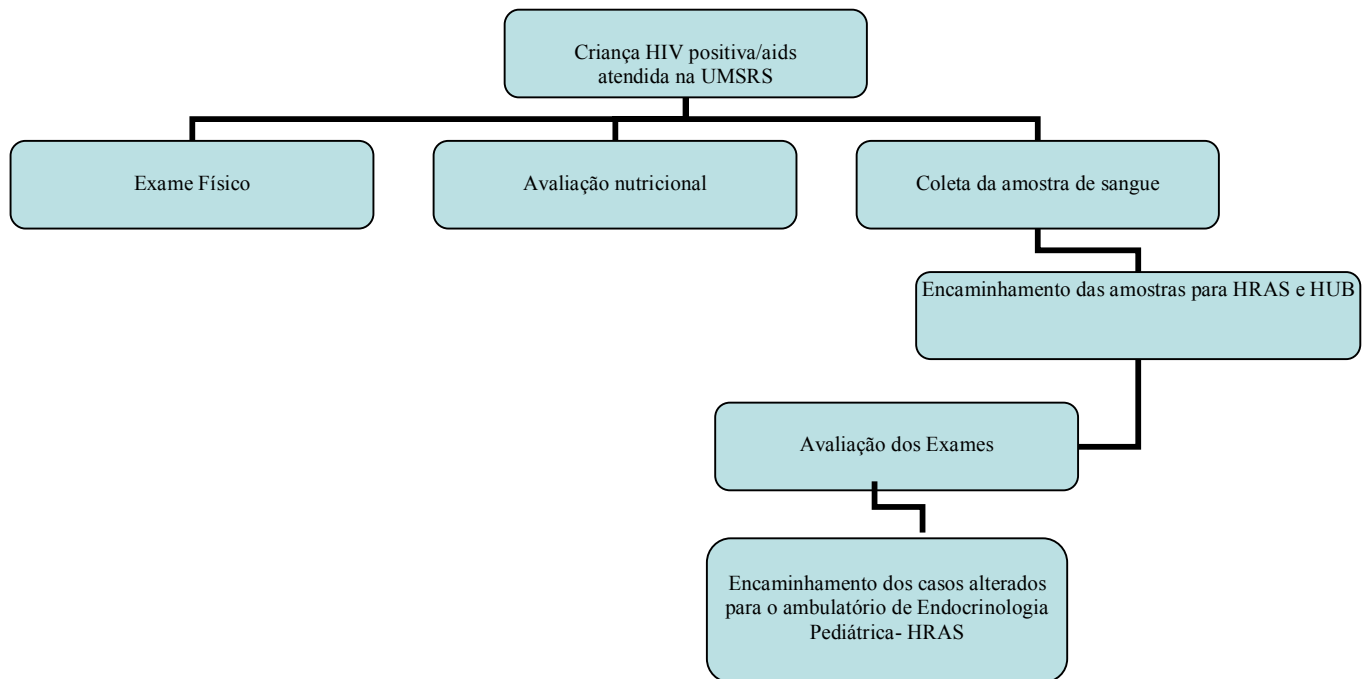 Criança HIV positiva/aids
atendida na UMSRS
Exame Físico
Avaliação nutricional
Coleta da amostra de sangue
Encaminhamento das amostras para HRAS e HUB
Avaliação dos Exames
Encaminhamento dos casos alterados
para o ambulatório de Endocrinologia
Pediátrica- HRAS